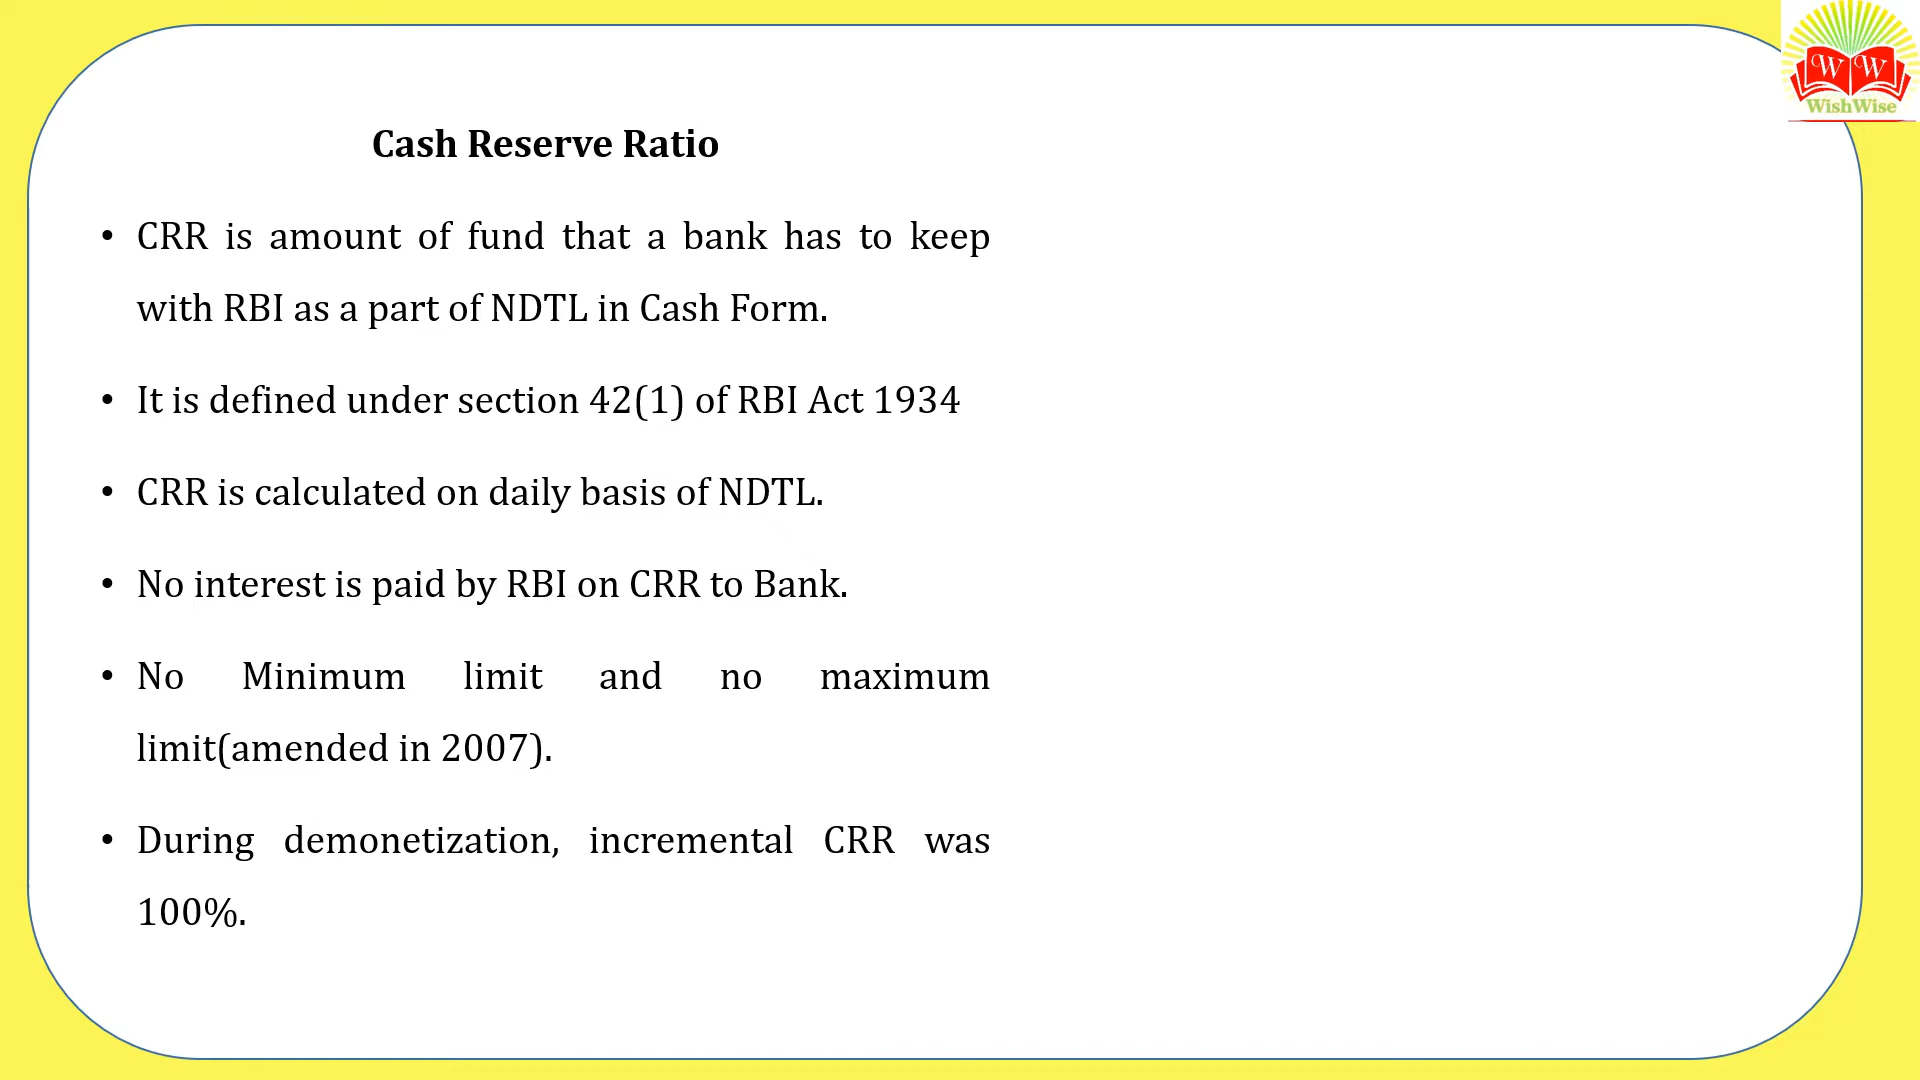 W W
WishWise
Cash Reserve Ratio
• CRR is amount of fund that a bank has to keep
with RBI as a part of NDTL in Cash Form.
• It is defined under section 42(1) of RBI Act 1934
• CRR is calculated on daily basis of NDTL.
• No interest is paid by RBI on CRR to Bank.
• No Minimum limit and no maximum
limit(amended in 2007).
• During demonetization, incremental CRR was
100%.